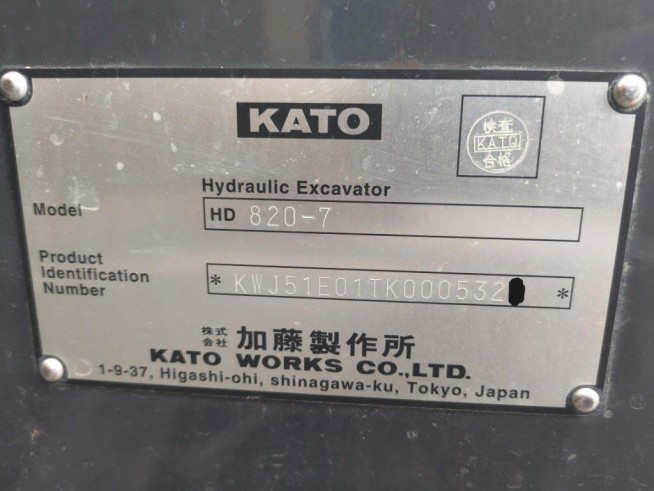 KATO
検査
KATO
合格
Hydraulic Excavator
Model HD 820-7
Product
Identification
Number
* KWJ51E01TK000532 *
株式
会社 加藤製作所
KATO WORKS CO.,LTD.
1-9-37, Higashi-ohi, shinagawa-ku, Tokyo, Japan